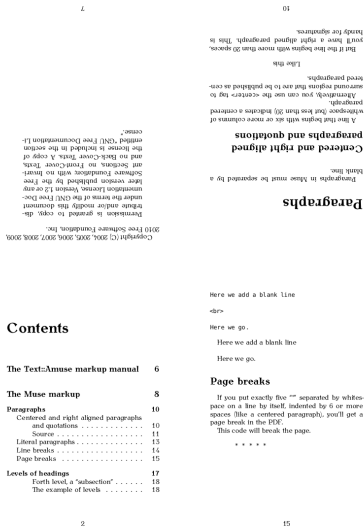 7
Copyright (C) 2004, 2005, 2006, 2007, 2008, 2009,
2010 Free Software Foundation, Inc.
Permission is granted to copy, dis-
tribute and/or modify this document
under the terms of the GNU Free Doc-
umentation License, Version 1.2 or any
later version published by the Free
Software Foundation; with no Invari-
ant Sections, no Front-Cover Texts,
and no Back-Cover Texts. A copy of
the license is included in the section
entitled “GNU Free Documentation Li-
cense.”
10
Paragraphs
Paragraphs in Muse must be separated by a
blank line.
Centered and right aligned
paragraphs and quotations
A line that begins with six or more columns of
whitespace (but less than 20) indicates a centered
paragraph.
Alternatively, you can use the <center> tag to
surround regions that are to be published as cen-
tered paragraphs.
Like this
But if the line begins with more than 20 spaces,
you'll have a right aligned paragraph. This is
handy for signatures.
Contents
The Text::Amuse markup manual 6
The Muse markup 8
Paragraphs 10
Centered and right aligned paragraphs
and quotations . . . . . . . . . . . . . 10
Source . . . . . . . . . . . . . . . . . 11
Literal paragraphs . . . . . . . . . . . . . 13
Line breaks . . . . . . . . . . . . . . . . 14
Page breaks . . . . . . . . . . . . . . . 15
Levels of headings 17
Forth level, a “subsection” . . . . . . 18
The example of levels . . . . . . . . 18
2
Here we add a blank line
<br>
Here we go.
Here we add a blank line
Here we go.
Page breaks
If you put exactly five “*” separated by whites-
pace on a line by itself, indented by 6 or more
spaces (like a centered paragraph), you'll get a
page break in the PDF.
This code will break the page.
* * * * *
15